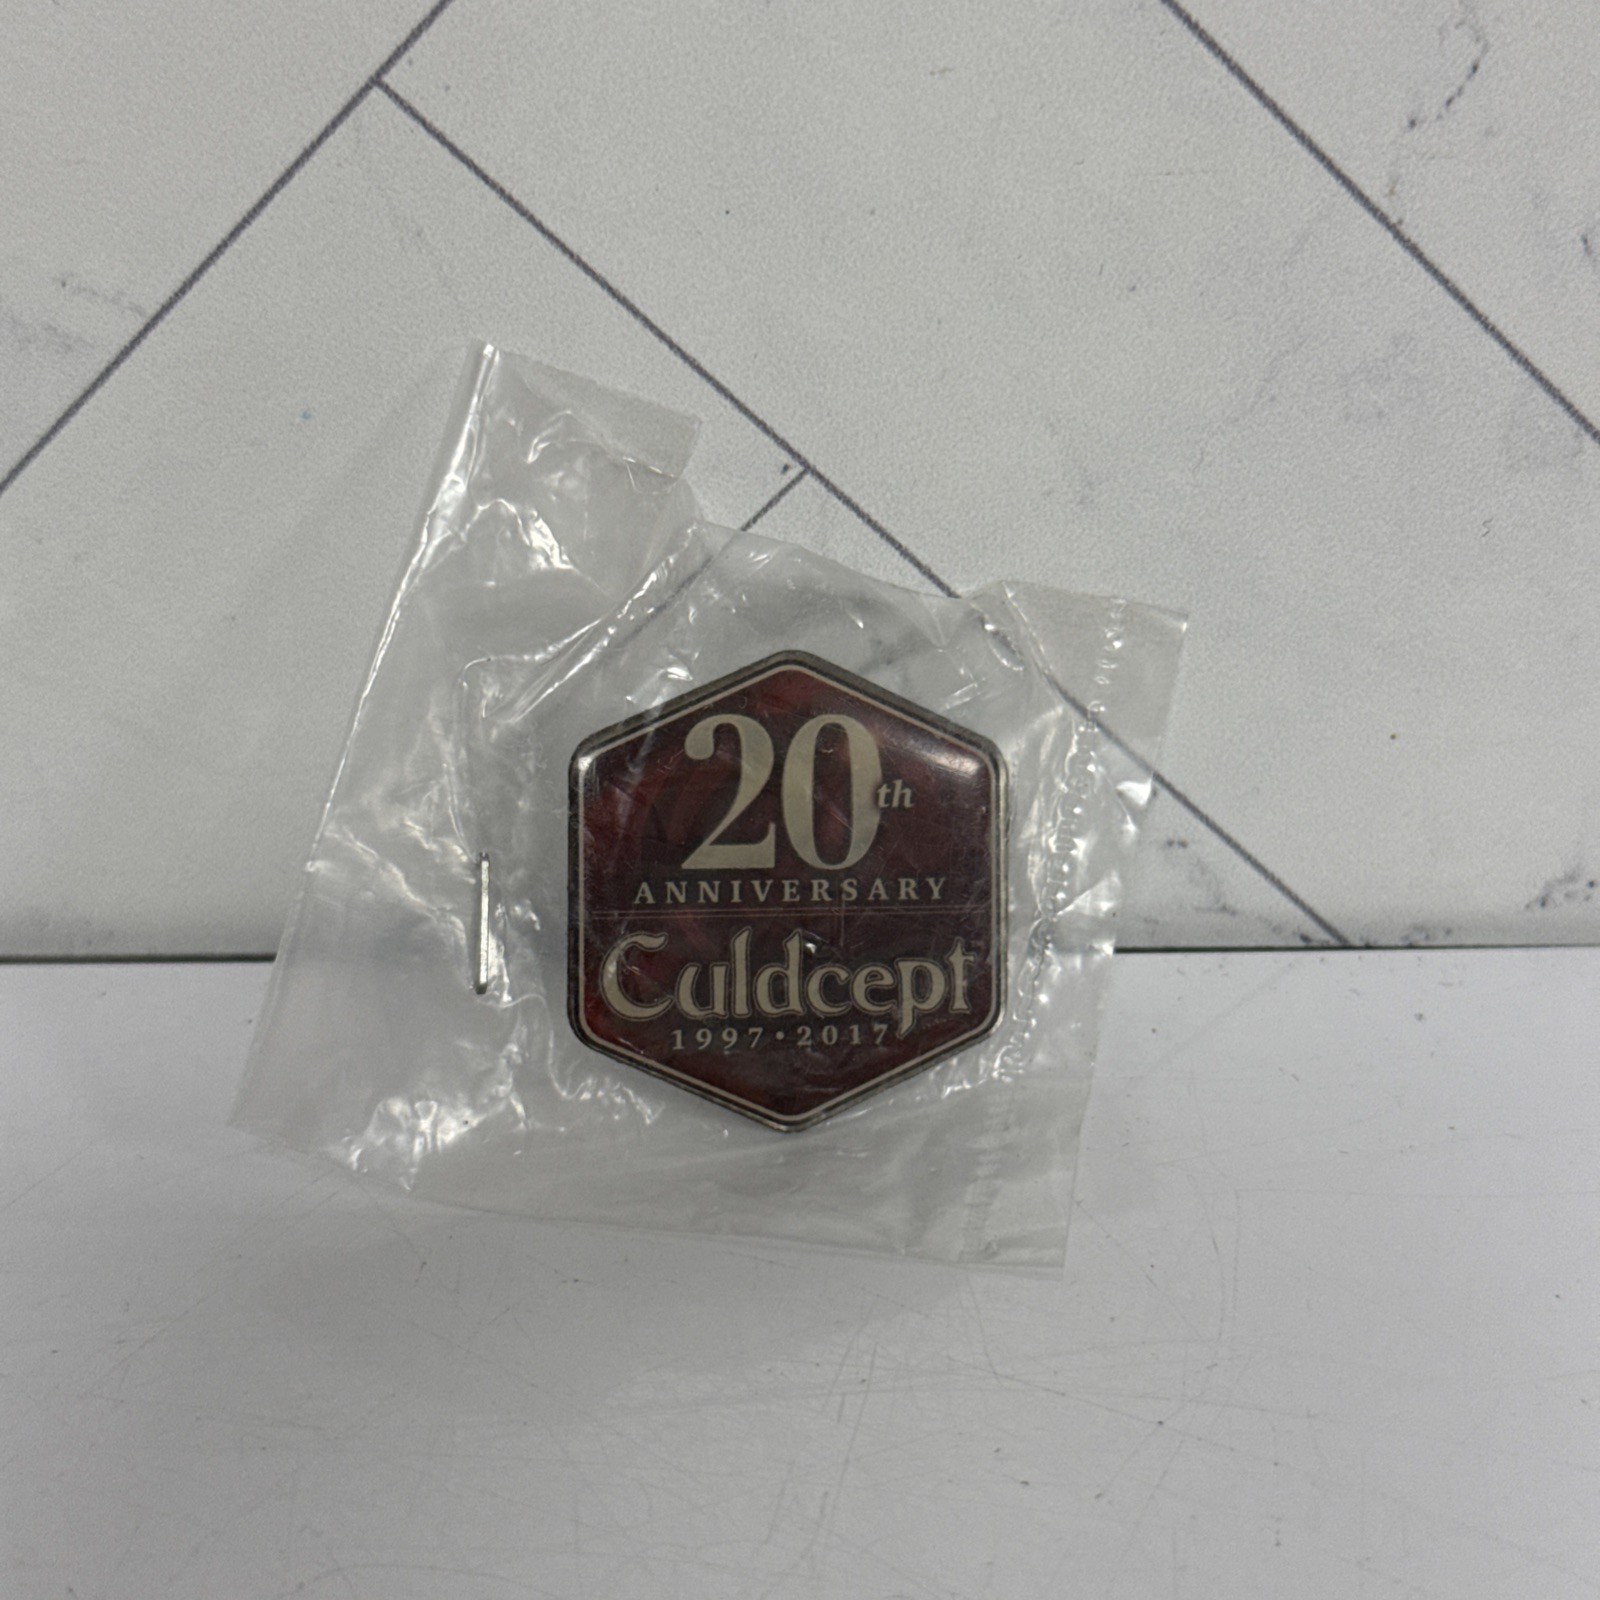 20th
ANNIVERSARY
Culdcept
1997•2017